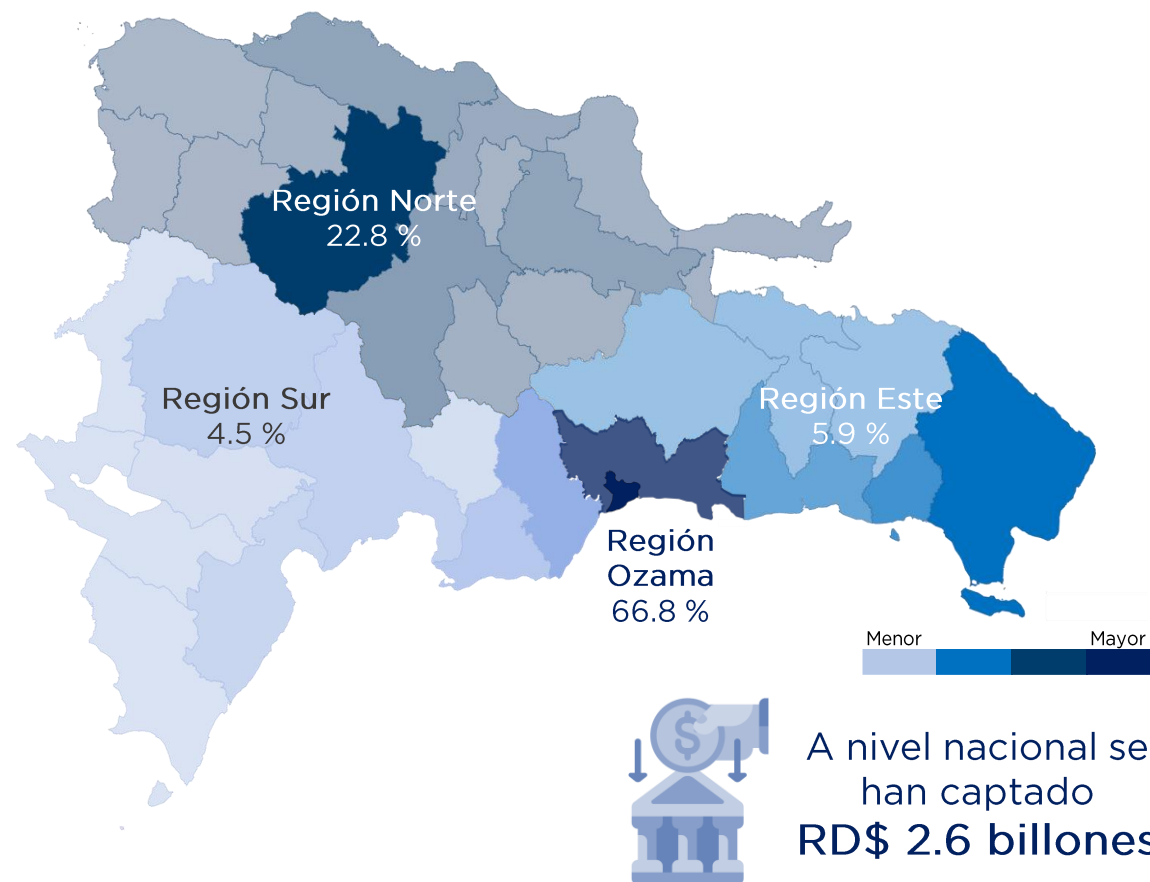 Región Norte
22.8 %
Región Sur
4.5 %
Región Este
5.9 %
Región
Ozama
66.8 %
Menor
Mayor
$
A nivel nacional se
han captado
RD$ 2.6 billones